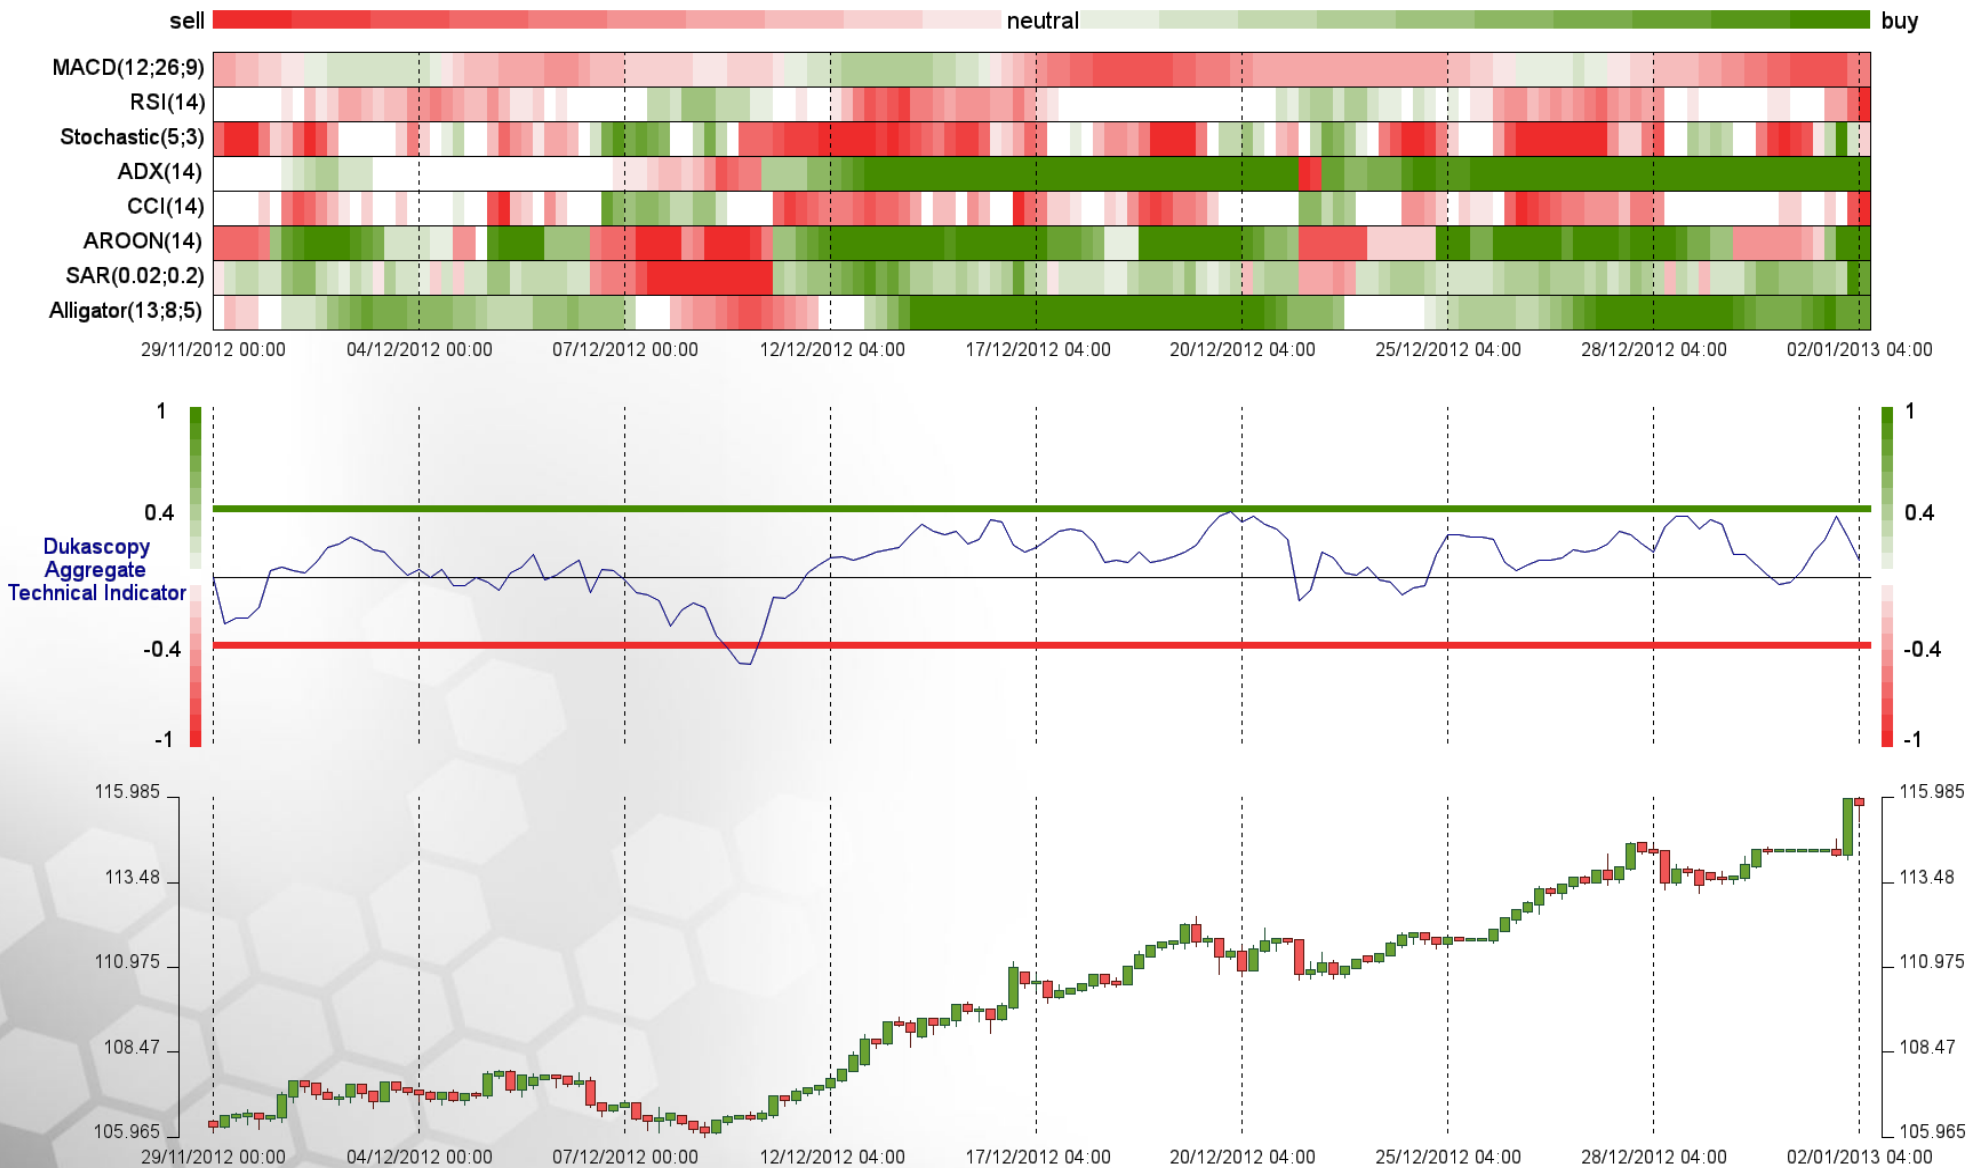 sell neutral buy
MACD(12;26;9)
RSI(14)
Stochastic(5;3)
ADX(14)
CCI(14)
AROON(14)
SAR(0.02;0.2)
Alligator(13;8;5)
29/11/2012 00:00 04/12/2012 00:00 07/12/2012 00:00 12/12/2012 04:00 17/12/2012 04:00 20/12/2012 04:00 25/12/2012 04:00 28/12/2012 04:00 02/01/2013 04:00
1 1
0.4 0.4
Dukascopy
Aggregate
Technical Indicator
-0.4 -0.4
-1 -1
115.985 115.985
113.48 113.48
110.975 110.975
108.47 108.47
105.965 105.965
29/11/2012 00:00 04/12/2012 00:00 07/12/2012 00:00 12/12/2012 04:00 17/12/2012 04:00 20/12/2012 04:00 25/12/2012 04:00 28/12/2012 04:00 02/01/2013 04:00